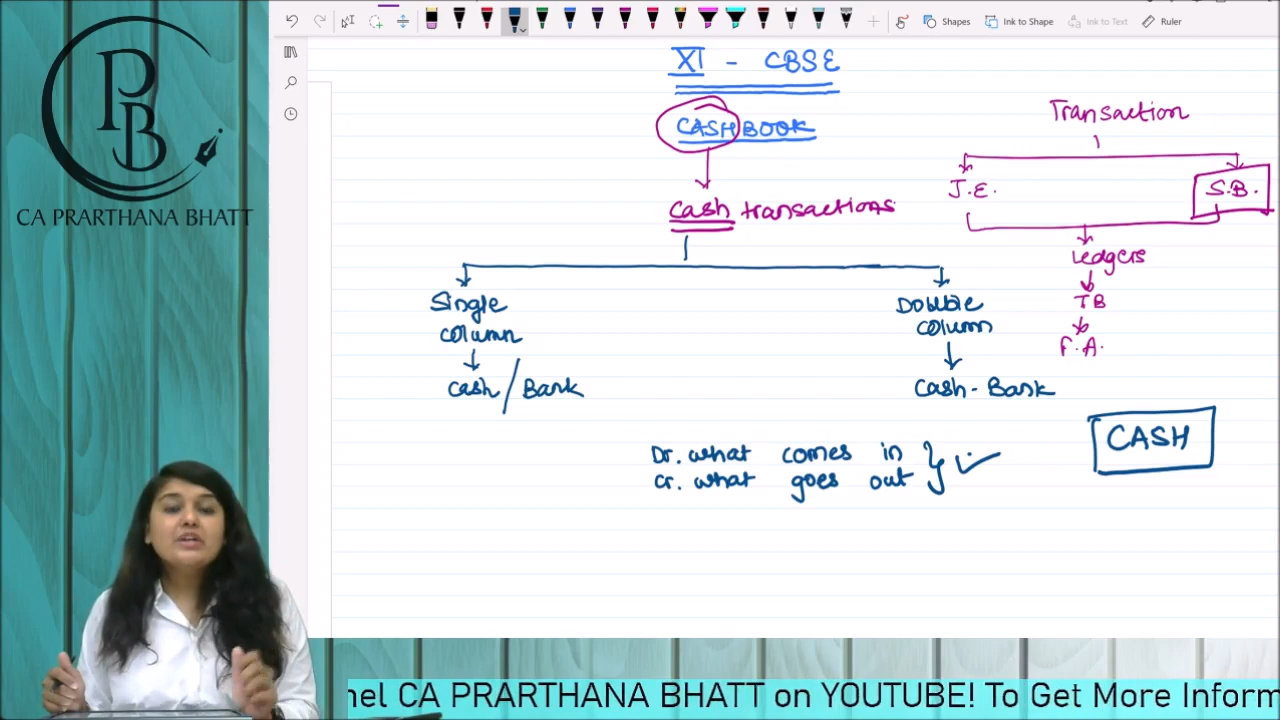 PB
CA PRARTHANA BHATT
Shapes
Ink to Shape
Ink to Text
Ruler
XI - CBSE
CASH BOOK
Cash transactions
Single column
Cash / Bank
Double column
Cash - Bank
Dr. what comes in
Cr. what goes out
Transaction
J.E.
S.B.
Ledgers
TB
F.A.
CASH
nel CA PRARTHANA BHATT on YOUTUBE! To Get More Inform